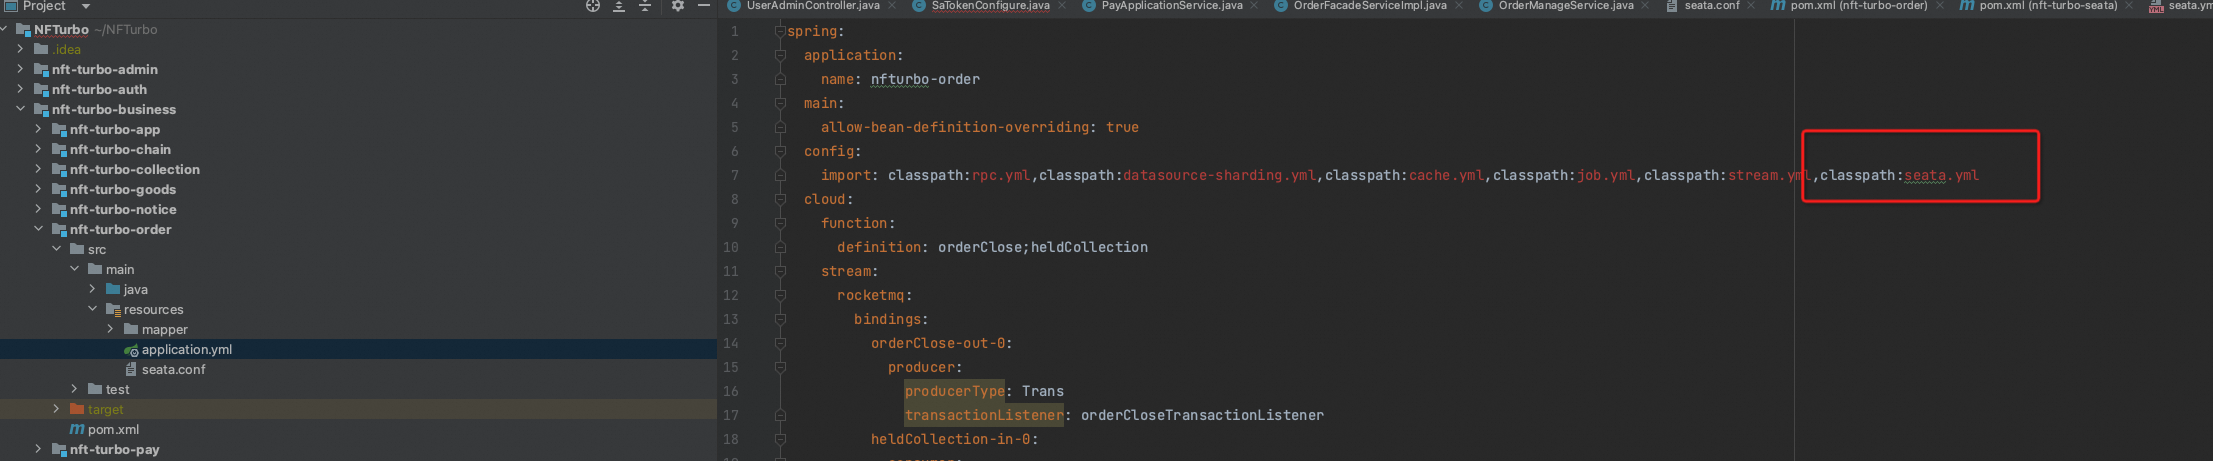 Project
UserAdminController.java
SaTokenConfigure.java
PayApplicationService.java
OrderFacadeServiceImpl.java
OrderManageService.java
seata.conf
pom.xml (nft-turbo-order)
pom.xml (nft-turbo-seata)
seata.ym
NFTurbo ~/NFTurbo
.idea
nft-turbo-admin
nft-turbo-auth
nft-turbo-business
nft-turbo-app
nft-turbo-chain
nft-turbo-collection
nft-turbo-goods
nft-turbo-notice
nft-turbo-order
src
main
java
resources
mapper
application.yml
seata.conf
test
target
pom.xml
nft-turbo-pay
1 spring:
2 application:
3 name: nfturbo-order
4 main:
5 allow-bean-definition-overriding: true
6 config:
7 import: classpath:rpc.yml,classpath:datasource-sharding.yml,classpath:cache.yml,classpath:job.yml,classpath:stream.yml,classpath:seata.yml
8 cloud:
9 function:
10 definition: orderClose;heldCollection
11 stream:
12 rocketmq:
13 bindings:
14 orderClose-out-0:
15 producer:
16 producerType: Trans
17 transactionListener: orderCloseTransactionListener
18 heldCollection-in-0: